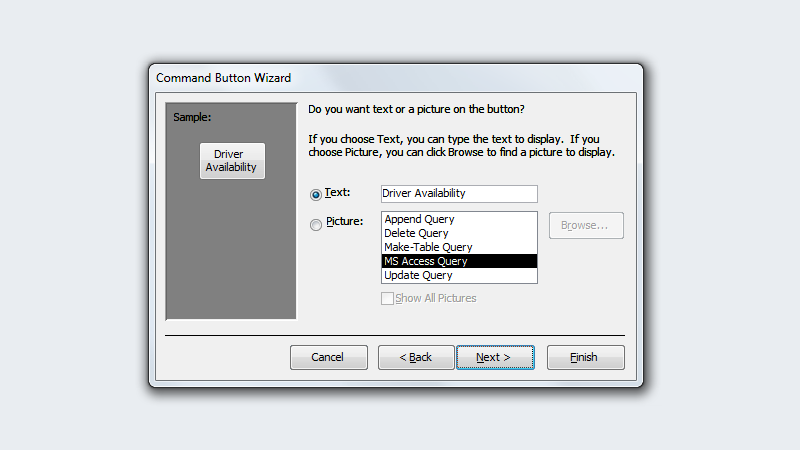 Command Button Wizard
Sample:
Driver
Availability
Do you want text or a picture on the button?
If you choose Text, you can type the text to display.  If you
choose Picture, you can click Browse to find a picture to display.
Text:
Driver Availability
Picture:
Append Query
Delete Query
Make-Table Query
MS Access Query
Update Query
Browse...
Show All Pictures
Cancel
< Back
Next >
Finish